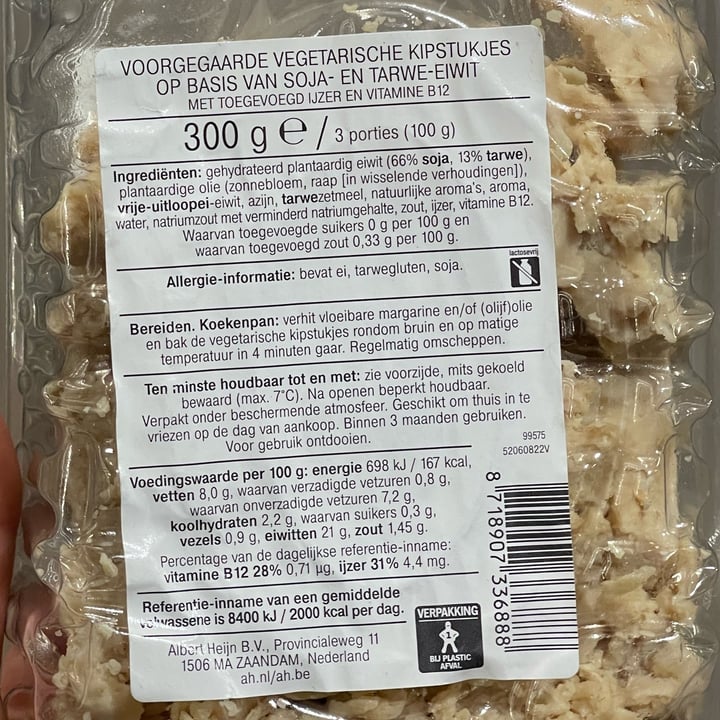 VOORGEGAARDE VEGETARISCHE KIPSTUKJES
OP BASIS VAN SOJA- EN TARWE-EIWIT
MET TOEGEVOEGD IJZER EN VITAMINE B12
300 g ℮ / 3 porties (100 g)
Ingrediënten: gehydrateerd plantaardig eiwit (66% soja, 13% tarwe),
plantaardige olie (zonnebloem, raap [in wisselende verhoudingen]),
vrije-uitloopei-eiwit, azijn, tarwezetmeel, natuurlijke aroma's, aroma,
water, natriumzout met verminderd natriumgehalte, zout, ijzer, vitamine B12.
Waarvan toegevoegde suikers 0 g per 100 g en
waarvan toegevoegd zout 0,33 g per 100 g.
lactosevrij
Allergie-informatie: bevat ei, tarwegluten, soja.
Bereiden. Koekenpan: verhit vloeibare margarine en/of (olijf)olie
en bak de vegetarische kipstukjes rondom bruin en op matige
temperatuur in 4 minuten gaar. Regelmatig omscheppen.
Ten minste houdbaar tot en met: zie voorzijde, mits gekoeld
bewaard (max. 7°C). Na openen beperkt houdbaar.
Verpakt onder beschermende atmosfeer. Geschikt om thuis in te
vriezen op de dag van aankoop. Binnen 3 maanden gebruiken.
Voor gebruik ontdooien.
99575
52060822V
Voedingswaarde per 100 g: energie 698 kJ / 167 kcal,
vetten 8,0 g, waarvan verzadigde vetzuren 0,8 g,
waarvan onverzadigde vetzuren 7,2 g,
koolhydraten 2,2 g, waarvan suikers 0,3 g,
vezels 0,9 g, eiwitten 21 g, zout 1,45 g.
Percentage van de dagelijkse referentie-inname:
vitamine B12 28% 0,71 µg, ijzer 31% 4,4 mg.
Referentie-inname van een gemiddelde
volwassene is 8400 kJ / 2000 kcal per dag.
Albert Heijn B.V., Provincialeweg 11
1506 MA ZAANDAM, Nederland
ah.nl/ah.be
VERPAKKING
1
BIJ PLASTIC
AFVAL
8 718907 336888